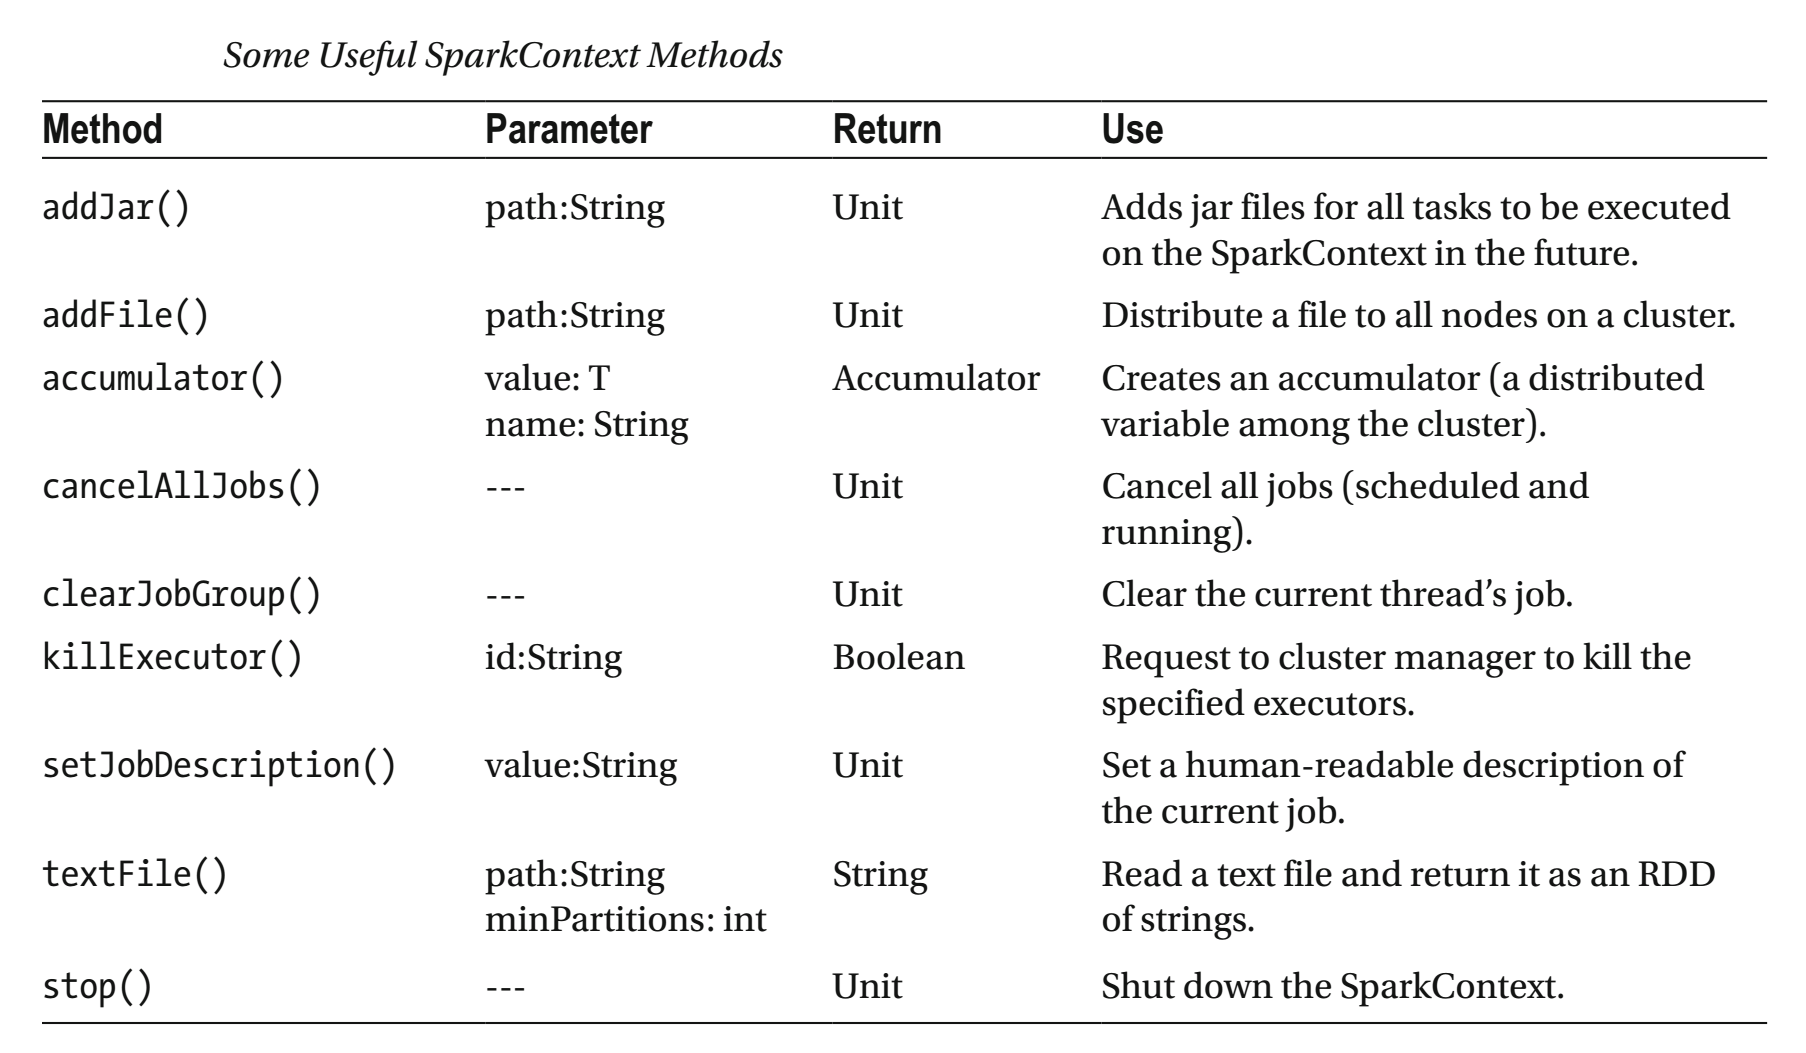 Some Useful SparkContext Methods
Method Parameter Return Use
addJar() path:String Unit Adds jar files for all tasks to be executed
on the SparkContext in the future.
addFile() path:String Unit Distribute a file to all nodes on a cluster.
accumulator() value: T Accumulator Creates an accumulator (a distributed
name: String variable among the cluster).
cancelAllJobs() --- Unit Cancel all jobs (scheduled and
running).
clearJobGroup() --- Unit Clear the current thread’s job.
killExecutor() id:String Boolean Request to cluster manager to kill the
specified executors.
setJobDescription() value:String Unit Set a human-readable description of
the current job.
textFile() path:String String Read a text file and return it as an RDD
minPartitions: int of strings.
stop() --- Unit Shut down the SparkContext.